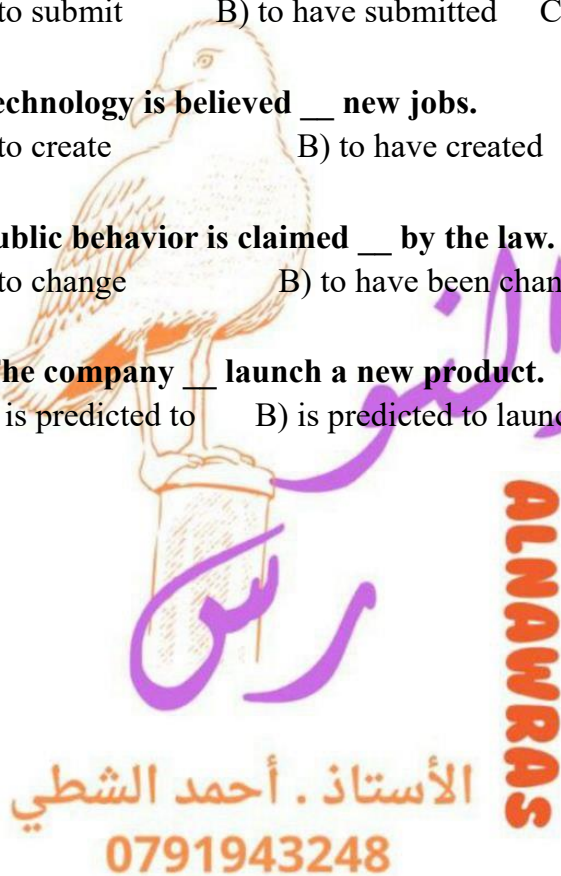 to submit B) to have submitted C
echnology is believed __ new jobs.
to create B) to have created
ublic behavior is claimed __ by the law.
to change B) to have been chan
he company __ launch a new product.
is predicted to B) is predicted to launc
النو
رس
ALNAWRAS
الأستاذ . أحمد الشطي
0791943248